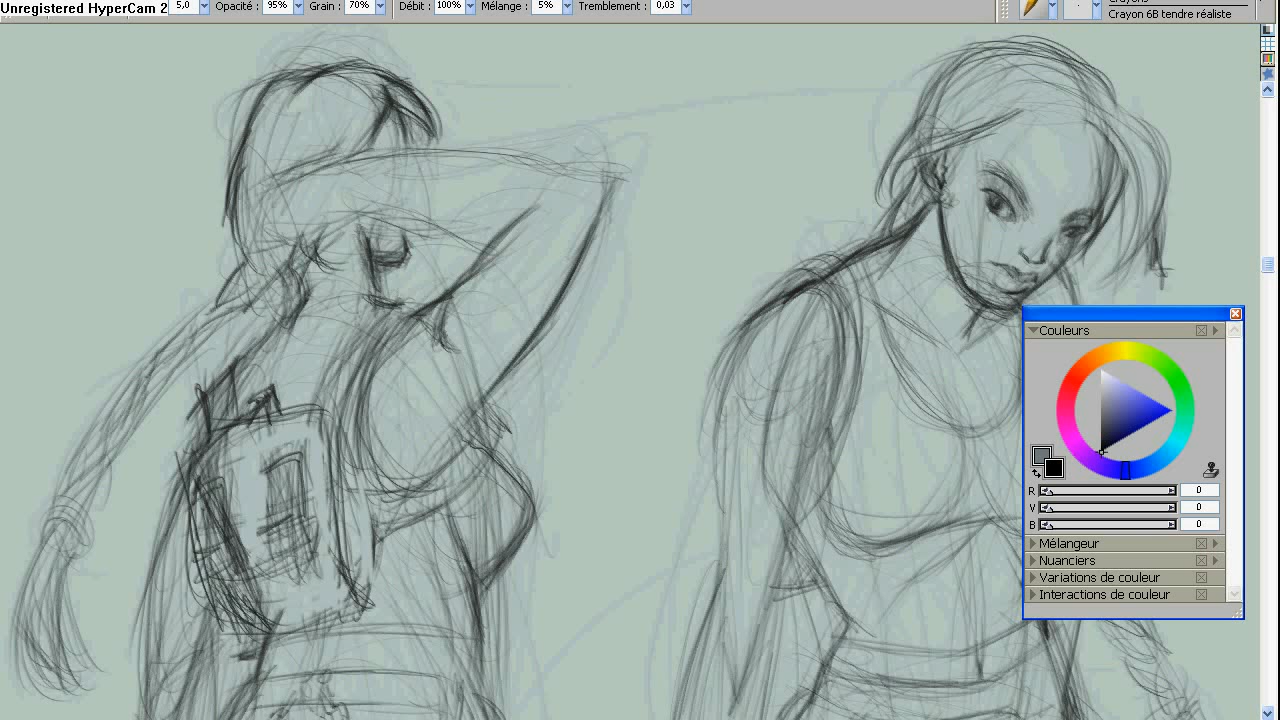 Unregistered HyperCam 2 5,0 Opacité : 95% Grain : 70% Débit : 100% Mélange : 5% Tremblement : 0,03
Crayon 6B tendre réaliste
Couleurs
R 0
V 0
B 0
Mélangeur
Nuanciers
Variations de couleur
Interactions de couleur